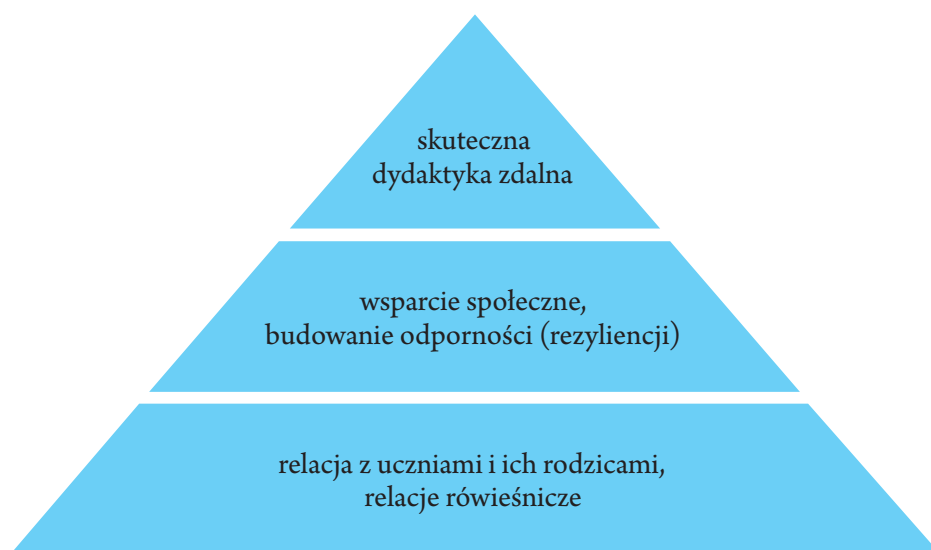 skuteczna
dydaktyka zdalna
wsparcie społeczne,
budowanie odporności (rezyliencji)
relacja z uczniami i ich rodzicami,
relacje rówieśnicze